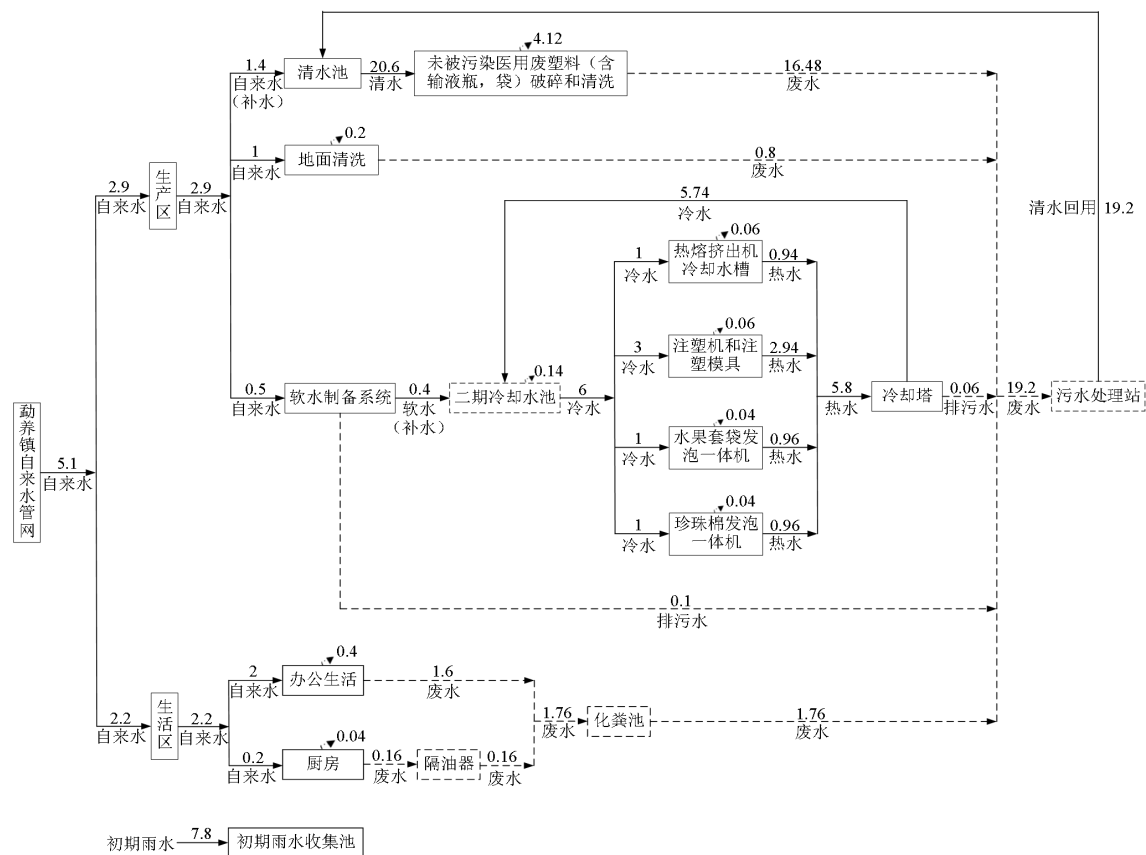 4.12
1.4
自来水
（补水）
清水池
20.6
清水
未被污染医用废塑料（含
输液瓶，袋）破碎和清洗
16.48
废水
0.2
1
自来水
地面清洗
0.8
废水
2.9
自来水
生产区
2.9
自来水
5.74
冷水
清水回用
19.2
0.06
1
冷水
热熔挤出机
冷却水槽
0.94
热水
0.06
3
冷水
注塑机和注
塑模具
2.94
热水
0.5
自来水
软水制备系统
0.4
软水
（补水）
0.14
二期冷却水池
6
冷水
5.8
热水
冷却塔
0.06
排污水
19.2
废水
污水处理站
0.04
1
冷水
水果套袋发
泡一体机
0.96
热水
0.04
1
冷水
珍珠棉发泡
一体机
0.96
热水
勐养镇自来水管网
5.1
自来水
0.1
排污水
0.4
2
自来水
办公生活
1.6
废水
2.2
自来水
生活区
2.2
自来水
1.76
废水
化粪池
1.76
废水
0.04
0.2
自来水
厨房
0.16
废水
隔油器
0.16
废水
初期雨水
7.8
初期雨水收集池